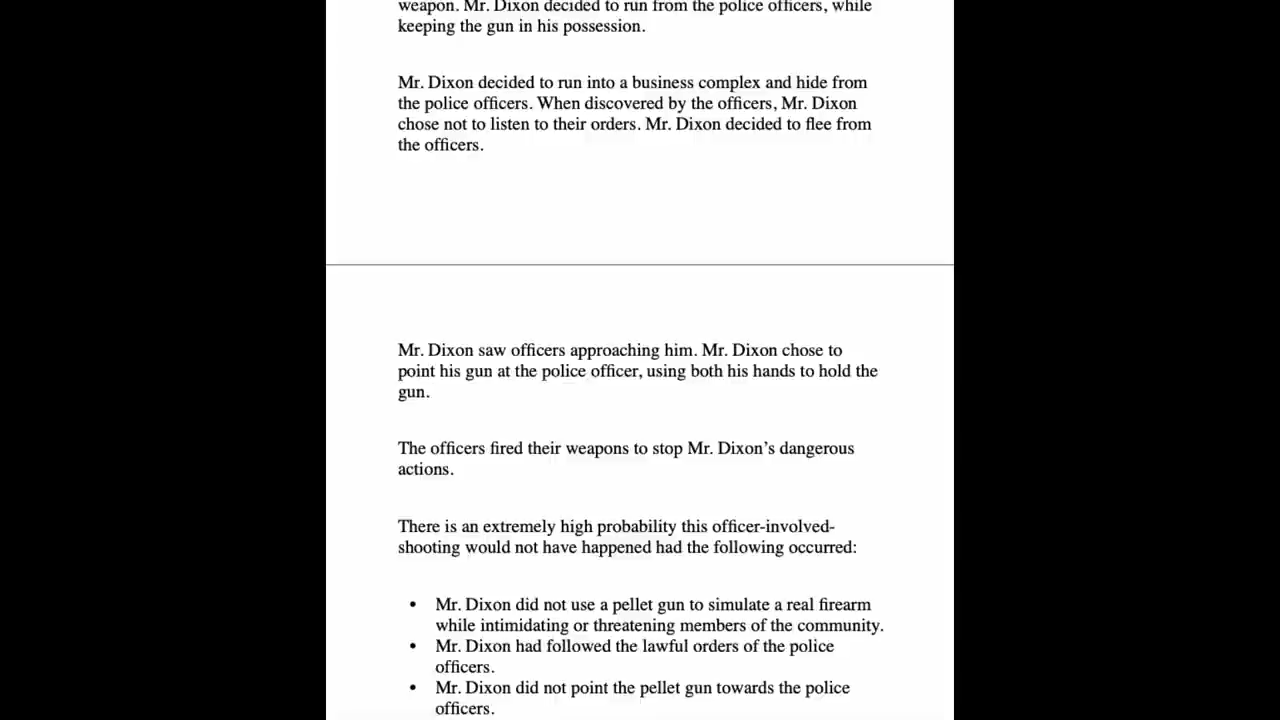 weapon. Mr. Dixon decided to run from the police officers, while
keeping the gun in his possession.
Mr. Dixon decided to run into a business complex and hide from
the police officers. When discovered by the officers, Mr. Dixon
chose not to listen to their orders. Mr. Dixon decided to flee from
the officers.
Mr. Dixon saw officers approaching him. Mr. Dixon chose to
point his gun at the police officer, using both his hands to hold the
gun.
The officers fired their weapons to stop Mr. Dixon’s dangerous
actions.
There is an extremely high probability this officer-involved-
shooting would not have happened had the following occurred:
• Mr. Dixon did not use a pellet gun to simulate a real firearm
while intimidating or threatening members of the community.
• Mr. Dixon had followed the lawful orders of the police
officers.
• Mr. Dixon did not point the pellet gun towards the police
officers.